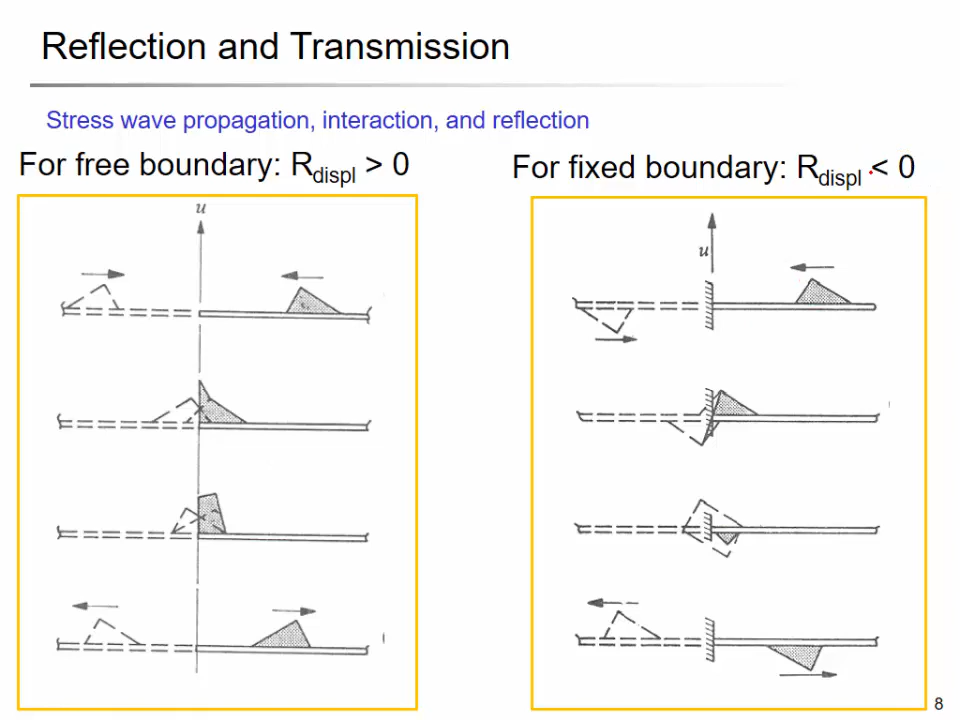 Reflection and Transmission
Stress wave propagation, interaction, and reflection
For free boundary: R_displ > 0
For fixed boundary: R_displ < 0
u
u
8